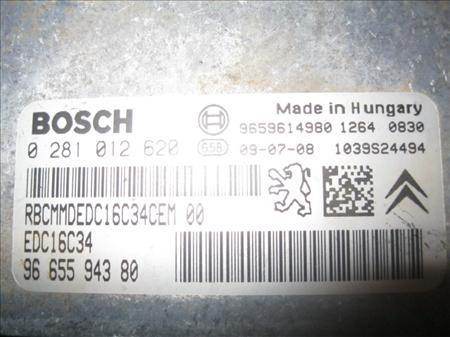 BOSCH
Made in Hungary
9659614980 1264 0830
0 281 012 620 658 09-07-08 1039S24494
RBCMMDEDC16C34CEM 00
EDC16C34
96 655 943 80